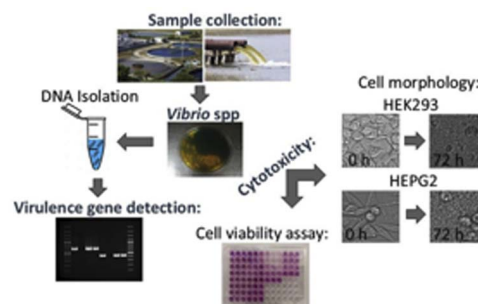 Sample collection:
DNA Isolation
Vibrio spp
Virulence gene detection:
Cytotoxicity:
Cell viability assay:
Cell morphology:
HEK293
0 h
72 h
HEPG2
0 h
72 h